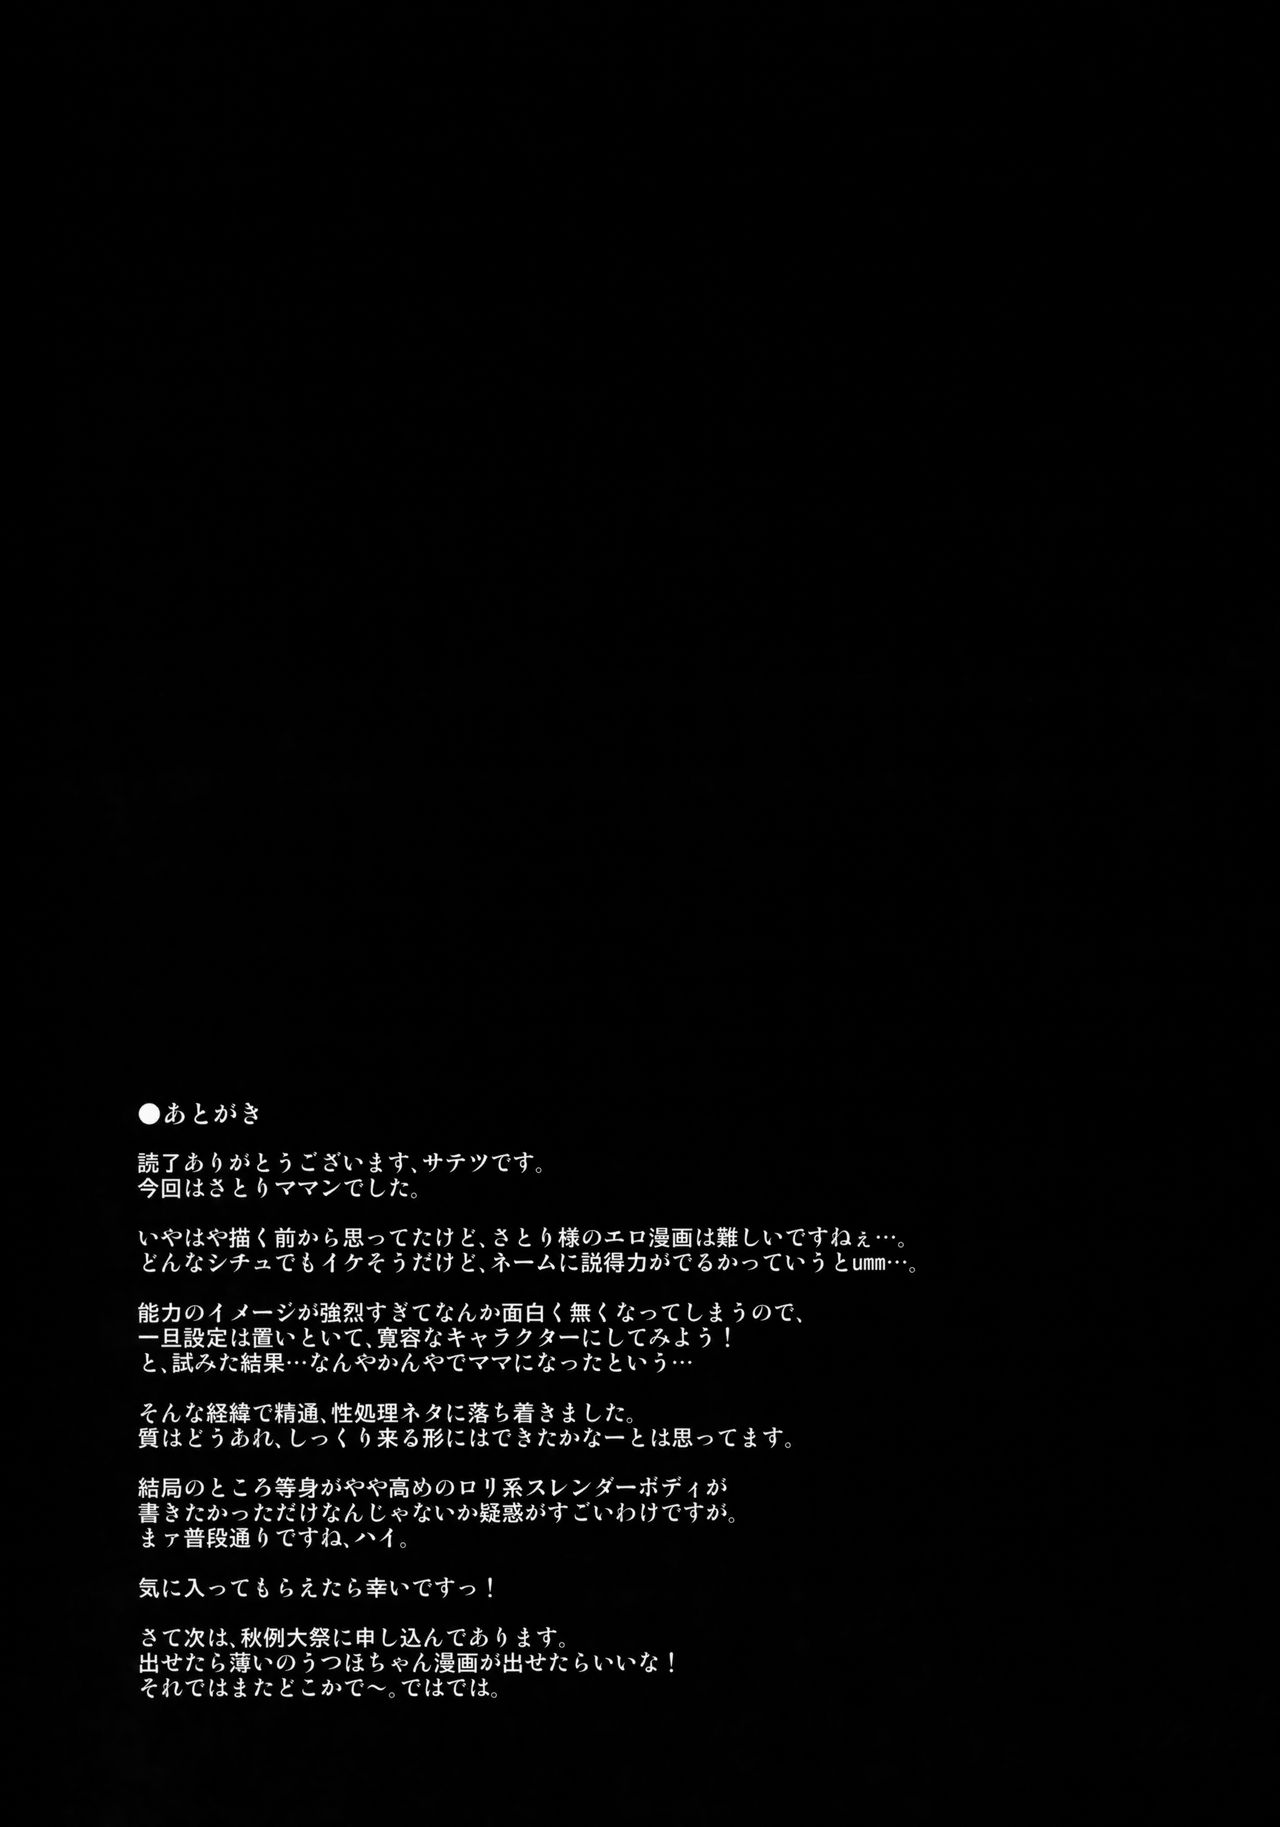 ●あとがき
読了ありがとうございます、サテツです。
今回はさとりママンでした。
いやはや描く前から思ってたけど、さとり様のエロ漫画は難しいですねぇ…。
どんなシチュでもイケそうだけど、ネームに説得力がでるかっていうとumm…。
能力のイメージが強烈すぎてなんか面白く無くなってしまうので、
一旦設定は置いといて、寛容なキャラクターにしてみよう！
と、試みた結果…なんやかんやでママになったという…
そんな経緯で精通、性処理ネタに落ち着きました。
質はどうあれ、しっくり来る形にはできたかなーとは思ってます。
結局のところ等身がやや高めのロリ系スレンダーボディが
書きたかっただけなんじゃないか疑惑がすごいわけですが。
まァ普段通りですね、ハイ。
気に入ってもらえたら幸いですっ！
さて次は、秋例大祭に申し込んであります。
出せたら薄いのうつほちゃん漫画が出せたらいいな！
それではまたどこかで～。ではでは。